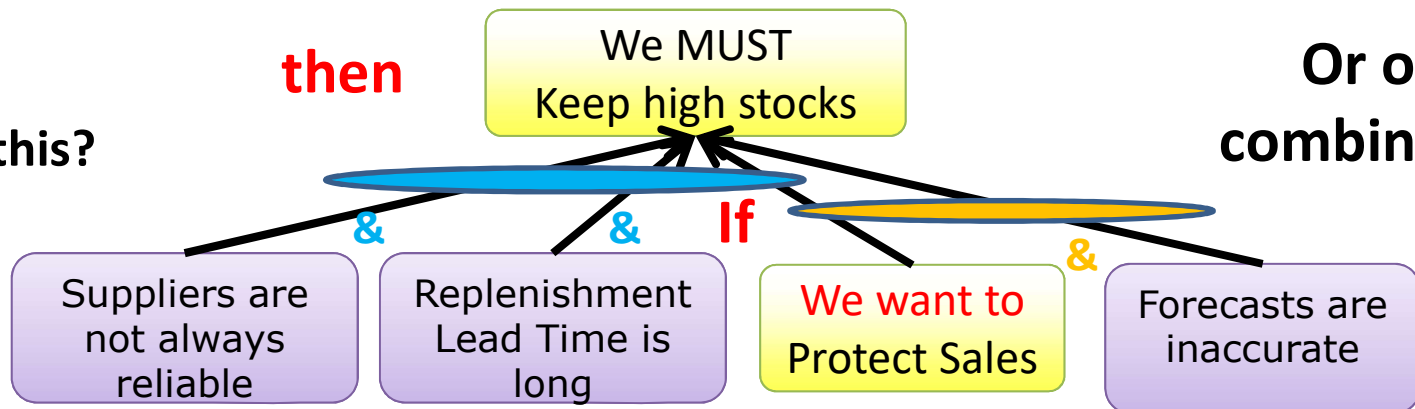 We MUST
Keep high stocks
then
Or o
combin
this?
&
&
If
&
Suppliers are
not always
reliable
Replenishment
Lead Time is
long
We want to
Protect Sales
Forecasts are
inaccurate